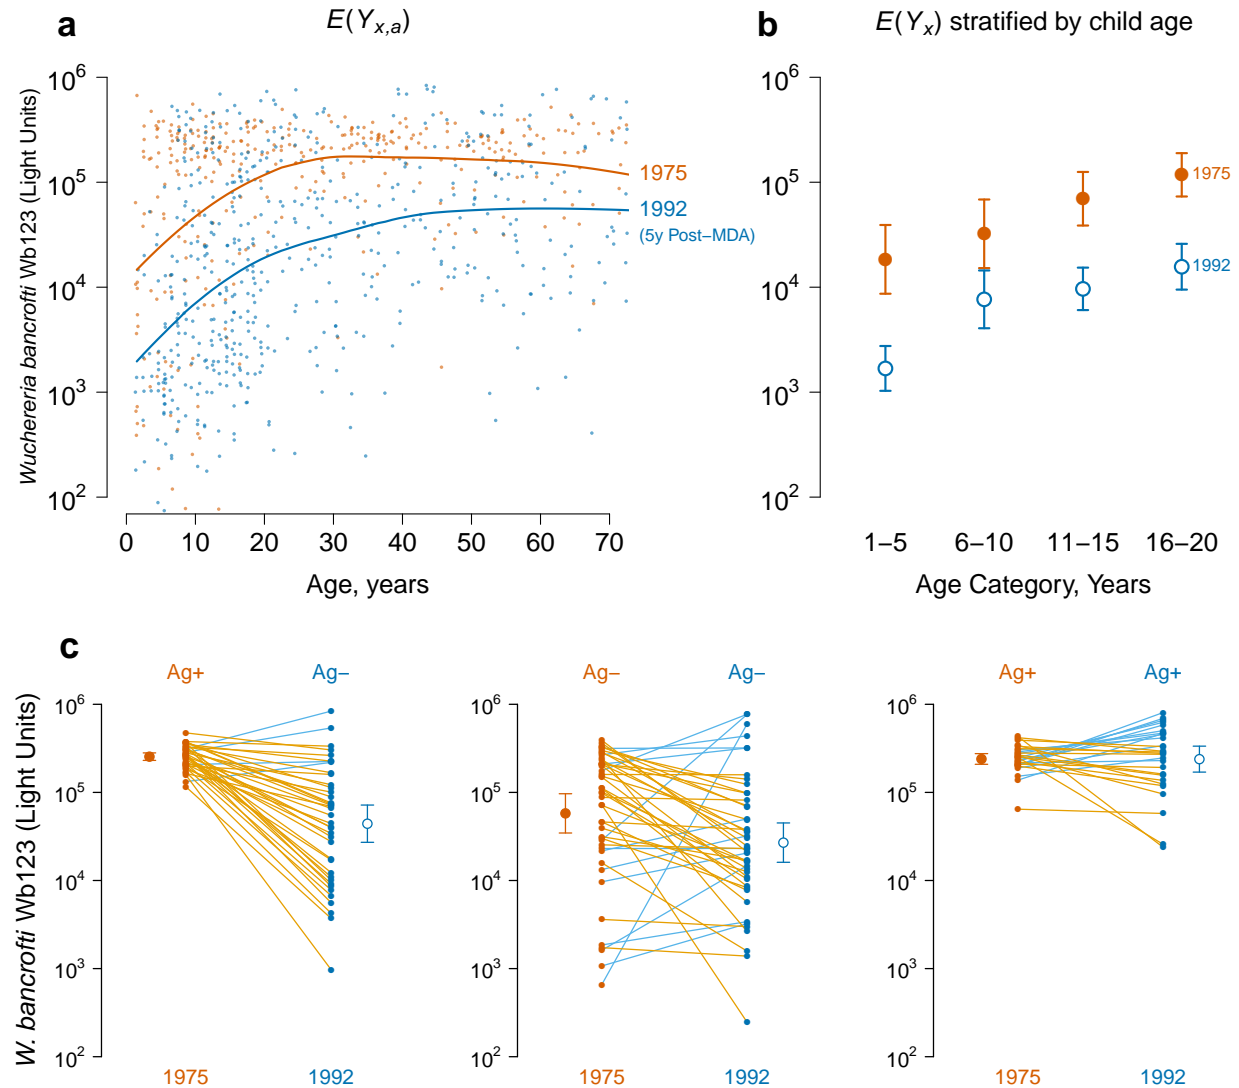 a
E(Yx,a)
Wuchereria bancrofti Wb123 (Light Units)
10^6
10^5
10^4
10^3
10^2
1975
1992
(5y Post−MDA)
0 10 20 30 40 50 60 70
Age, years
b
E(Yx) stratified by child age
10^6
10^5
10^4
10^3
10^2
1975
1992
1−5 6−10 11−15 16−20
Age Category, Years
c
W. bancrofti Wb123 (Light Units)
Ag+ Ag−
10^6
10^5
10^4
10^3
10^2
1975 1992
Ag− Ag−
10^6
10^5
10^4
10^3
10^2
1975 1992
Ag+ Ag+
10^6
10^5
10^4
10^3
10^2
1975 1992